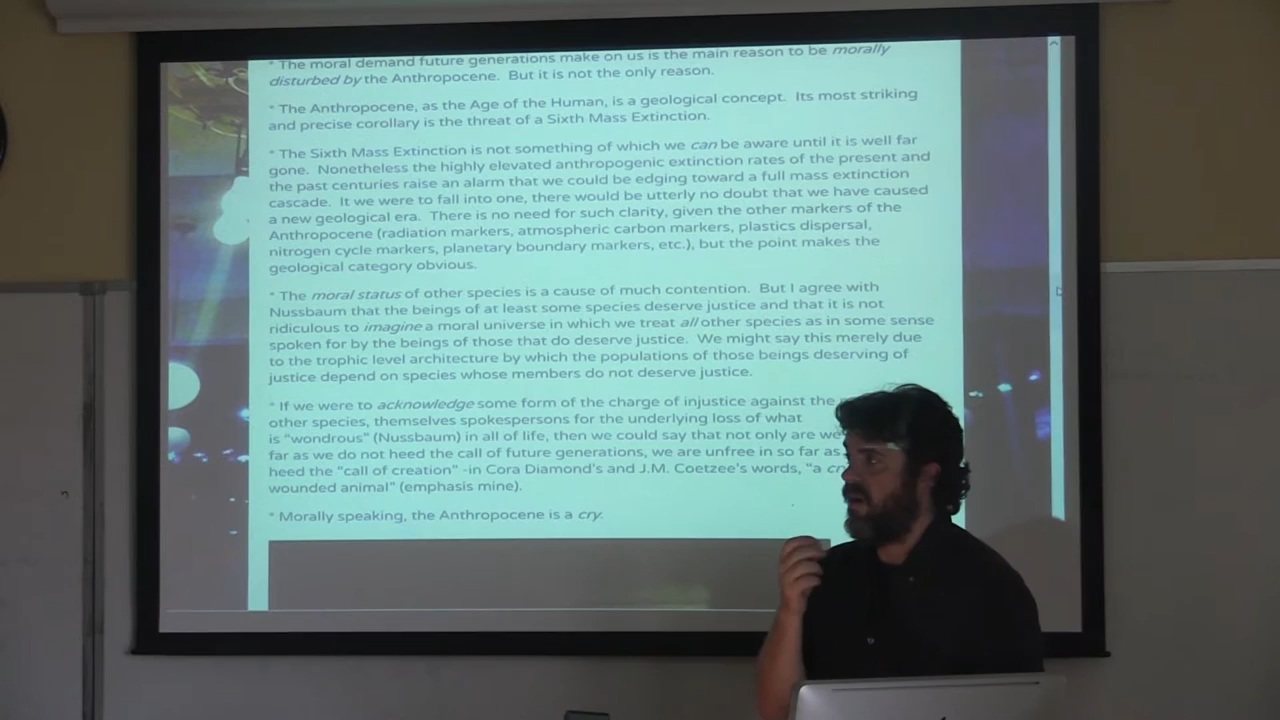 * The moral demand future generations make on us is the main reason to be morally
disturbed by the Anthropocene. But it is not the only reason.
* The Anthropocene, as the Age of the Human, is a geological concept. Its most striking
and precise corollary is the threat of a Sixth Mass Extinction.
* The Sixth Mass Extinction is not something of which we can be aware until it is well far
gone. Nonetheless the highly elevated anthropogenic extinction rates of the present and
the past centuries raise an alarm that we could be edging toward a full mass extinction
cascade. It we were to fall into one, there would be utterly no doubt that we have caused
a new geological era. There is no need for such clarity, given the other markers of the
Anthropocene (radiation markers, atmospheric carbon markers, plastics dispersal,
nitrogen cycle markers, planetary boundary markers, etc.), but the point makes the
geological category obvious.
* The moral status of other species is a cause of much contention. But I agree with
Nussbaum that the beings of at least some species deserve justice and that it is not
ridiculous to imagine a moral universe in which we treat all other species as in some sense
spoken for by the beings of those that do deserve justice. We might say this merely due
to the trophic level architecture by which the populations of those beings deserving of
justice depend on species whose members do not deserve justice.
* If we were to acknowledge some form of the charge of injustice against the
other species, themselves spokespersons for the underlying loss of what
is "wondrous" (Nussbaum) in all of life, then we could say that not only are we
far as we do not heed the call of future generations, we are unfree in so far as
heed the "call of creation" -in Cora Diamond's and J.M. Coetzee's words, "a
wounded animal" (emphasis mine).
* Morally speaking, the Anthropocene is a cry.